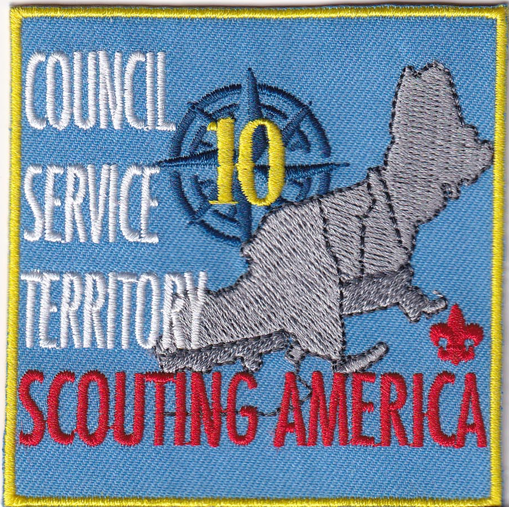 COUNCIL
10
SERVICE
TERRITORY
SCOUTING AMERICA